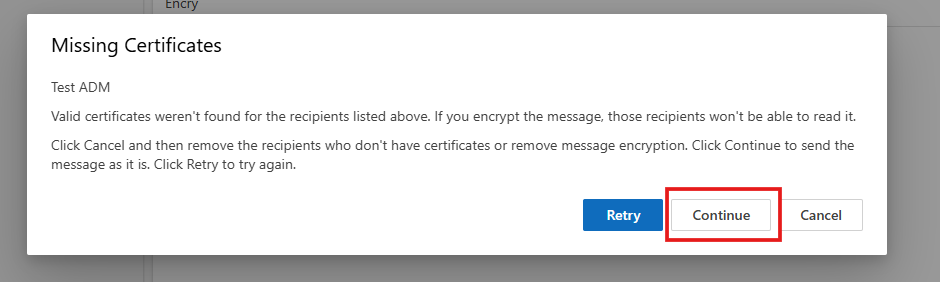 Encry
Missing Certificates
Test ADM
Valid certificates weren't found for the recipients listed above. If you encrypt the message, those recipients won't be able to read it.
Click Cancel and then remove the recipients who don't have certificates or remove message encryption. Click Continue to send the
message as it is. Click Retry to try again.
Retry Continue Cancel